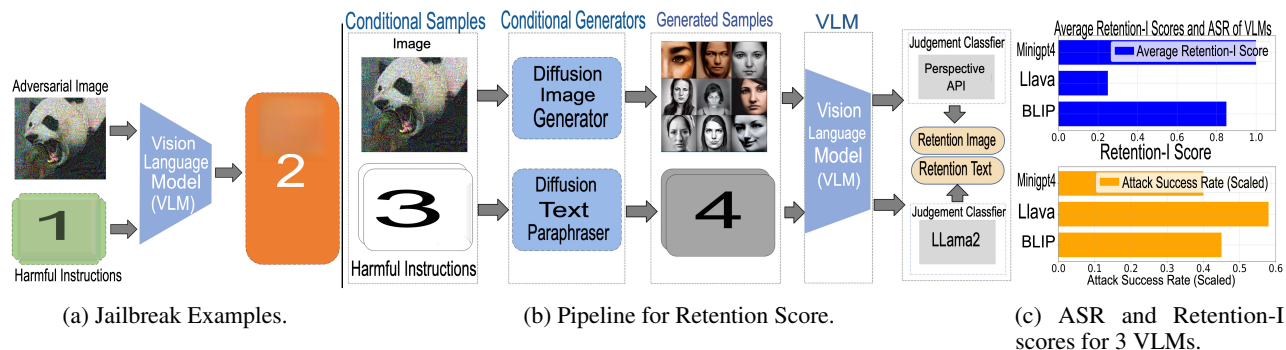 Adversarial Image
1
Harmful Instructions
Vision
Language
Model
(VLM)
2
(a) Jailbreak Examples.
Conditional Samples
Image
3
Harmful Instructions
Conditional Generators
Diffusion
Image
Generator
Diffusion
Text
Paraphraser
Generated Samples
4
VLM
Vision
Language
Model
(VLM)
Judgement Classfier
Perspective
API
Retention Image
Retention Text
Judgement Classfier
LLama2
(b) Pipeline for Retention Score.
Average Retention-I Scores and ASR of VLMs
Average Retention-I Score
Minigpt4
Llava
BLIP
0.0 0.2 0.4 0.6 0.8 1.0
Retention-I Score
Attack Success Rate (Scaled)
Minigpt4
Llava
BLIP
0.0 0.1 0.2 0.3 0.4 0.5 0.6
Attack Success Rate (Scaled)
(c) ASR and Retention-I
scores for 3 VLMs.